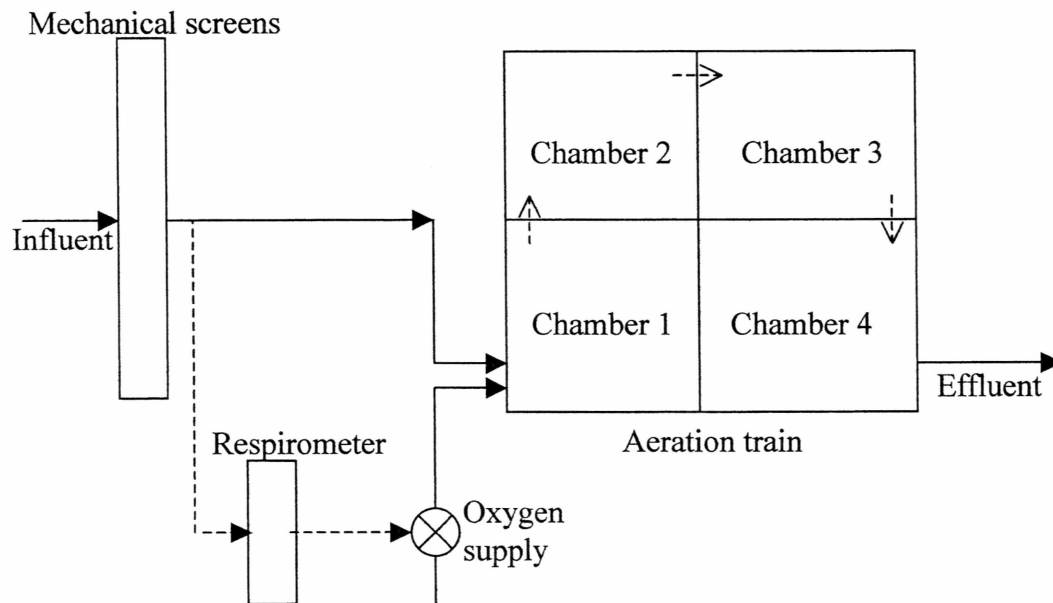 Mechanical screens
Influent
Chamber 2
Chamber 3
Chamber 1
Chamber 4
Effluent
Aeration train
Respirometer
Oxygen
supply